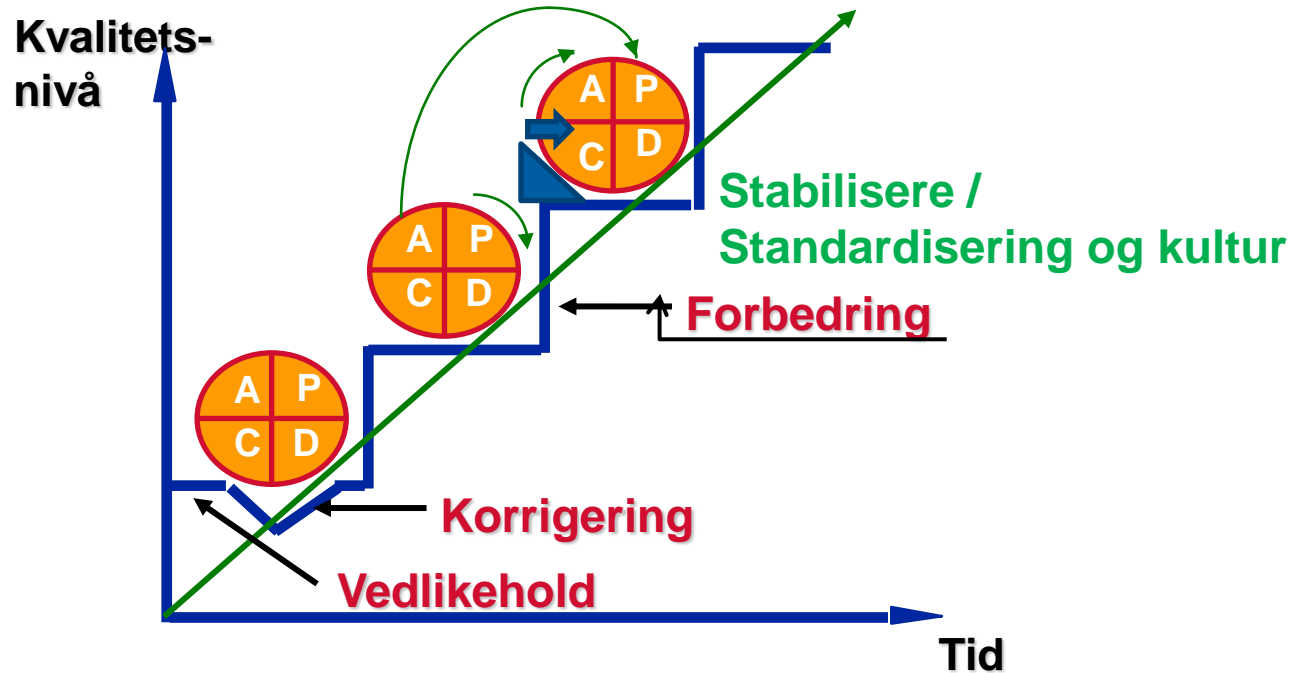 Kvalitets-
nivå
A P
C D
A P
C D
A P
C D
Stabilisere /
Standardisering og kultur
Forbedring
Korrigering
Vedlikehold
Tid